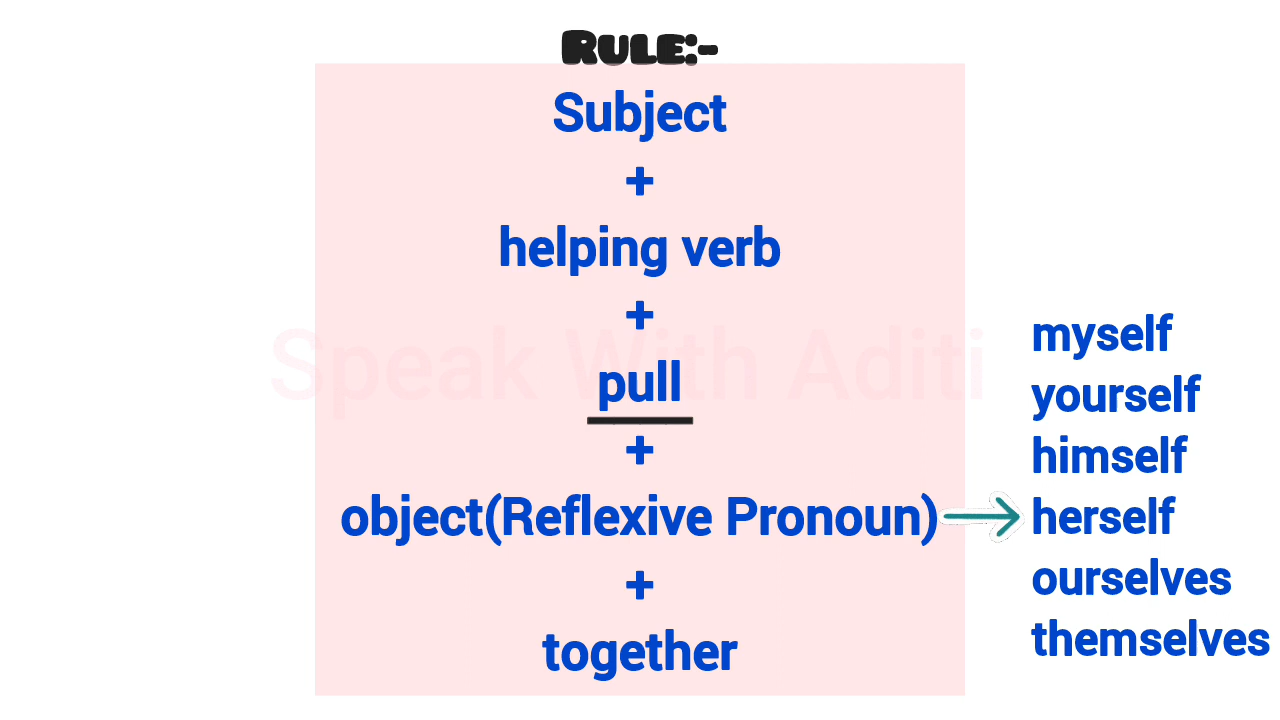 RULE:-
Subject
+
helping verb
+
pull
+
object(Reflexive Pronoun)
+
together
myself
yourself
himself
herself
ourselves
themselves
Speak With Aditi